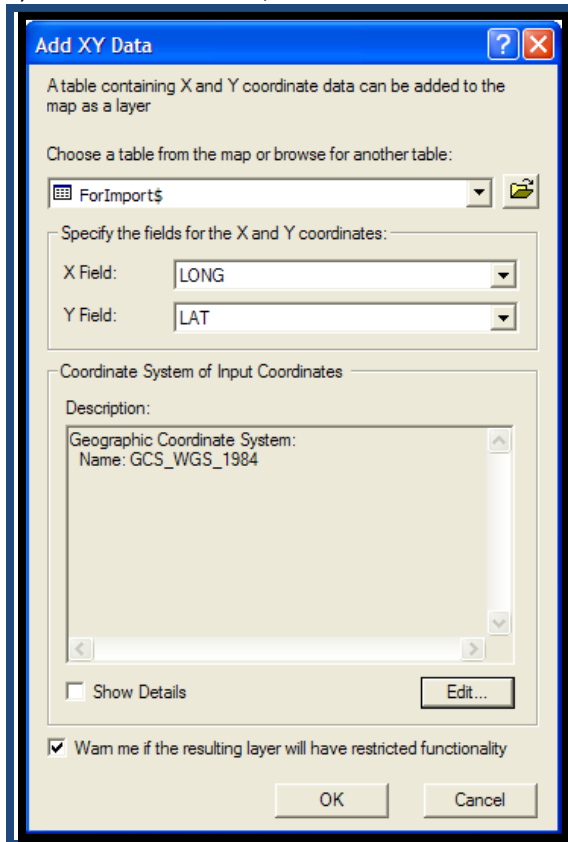 Add XY Data
A table containing X and Y coordinate data can be added to the
map as a layer
Choose a table from the map or browse for another table:
ForImport$
Specify the fields for the X and Y coordinates:
X Field: LONG
Y Field: LAT
Coordinate System of Input Coordinates
Description:
Geographic Coordinate System:
Name: GCS_WGS_1984
Show Details
Edit...
Warn me if the resulting layer will have restricted functionality
OK Cancel